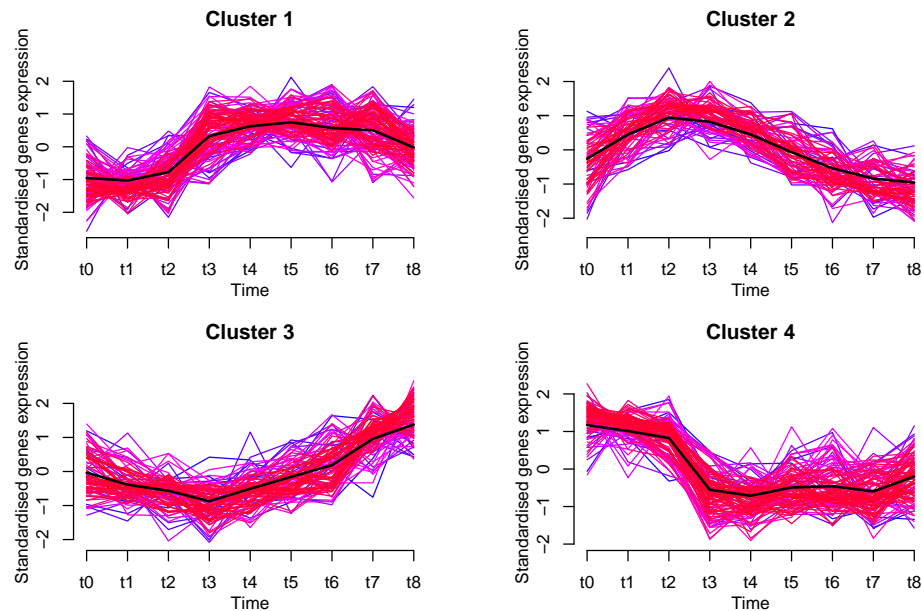 Cluster 1
Standardised genes expression
2
1
0
−1
−2
t0 t1 t2 t3 t4 t5 t6 t7 t8
Time
Cluster 2
Standardised genes expression
2
1
0
−1
−2
t0 t1 t2 t3 t4 t5 t6 t7 t8
Time
Cluster 3
Standardised genes expression
2
1
0
−1
−2
t0 t1 t2 t3 t4 t5 t6 t7 t8
Time
Cluster 4
Standardised genes expression
2
1
0
−1
−2
t0 t1 t2 t3 t4 t5 t6 t7 t8
Time